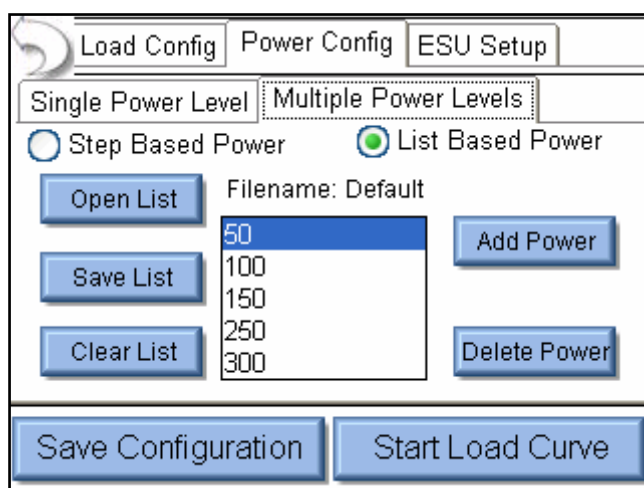 Load Config Power Config ESU Setup
Single Power Level Multiple Power Levels
Step Based Power List Based Power
Open List Filename: Default
50 Add Power
100
Save List
150
250
Clear List Delete Power
300
Save Configuration Start Load Curve